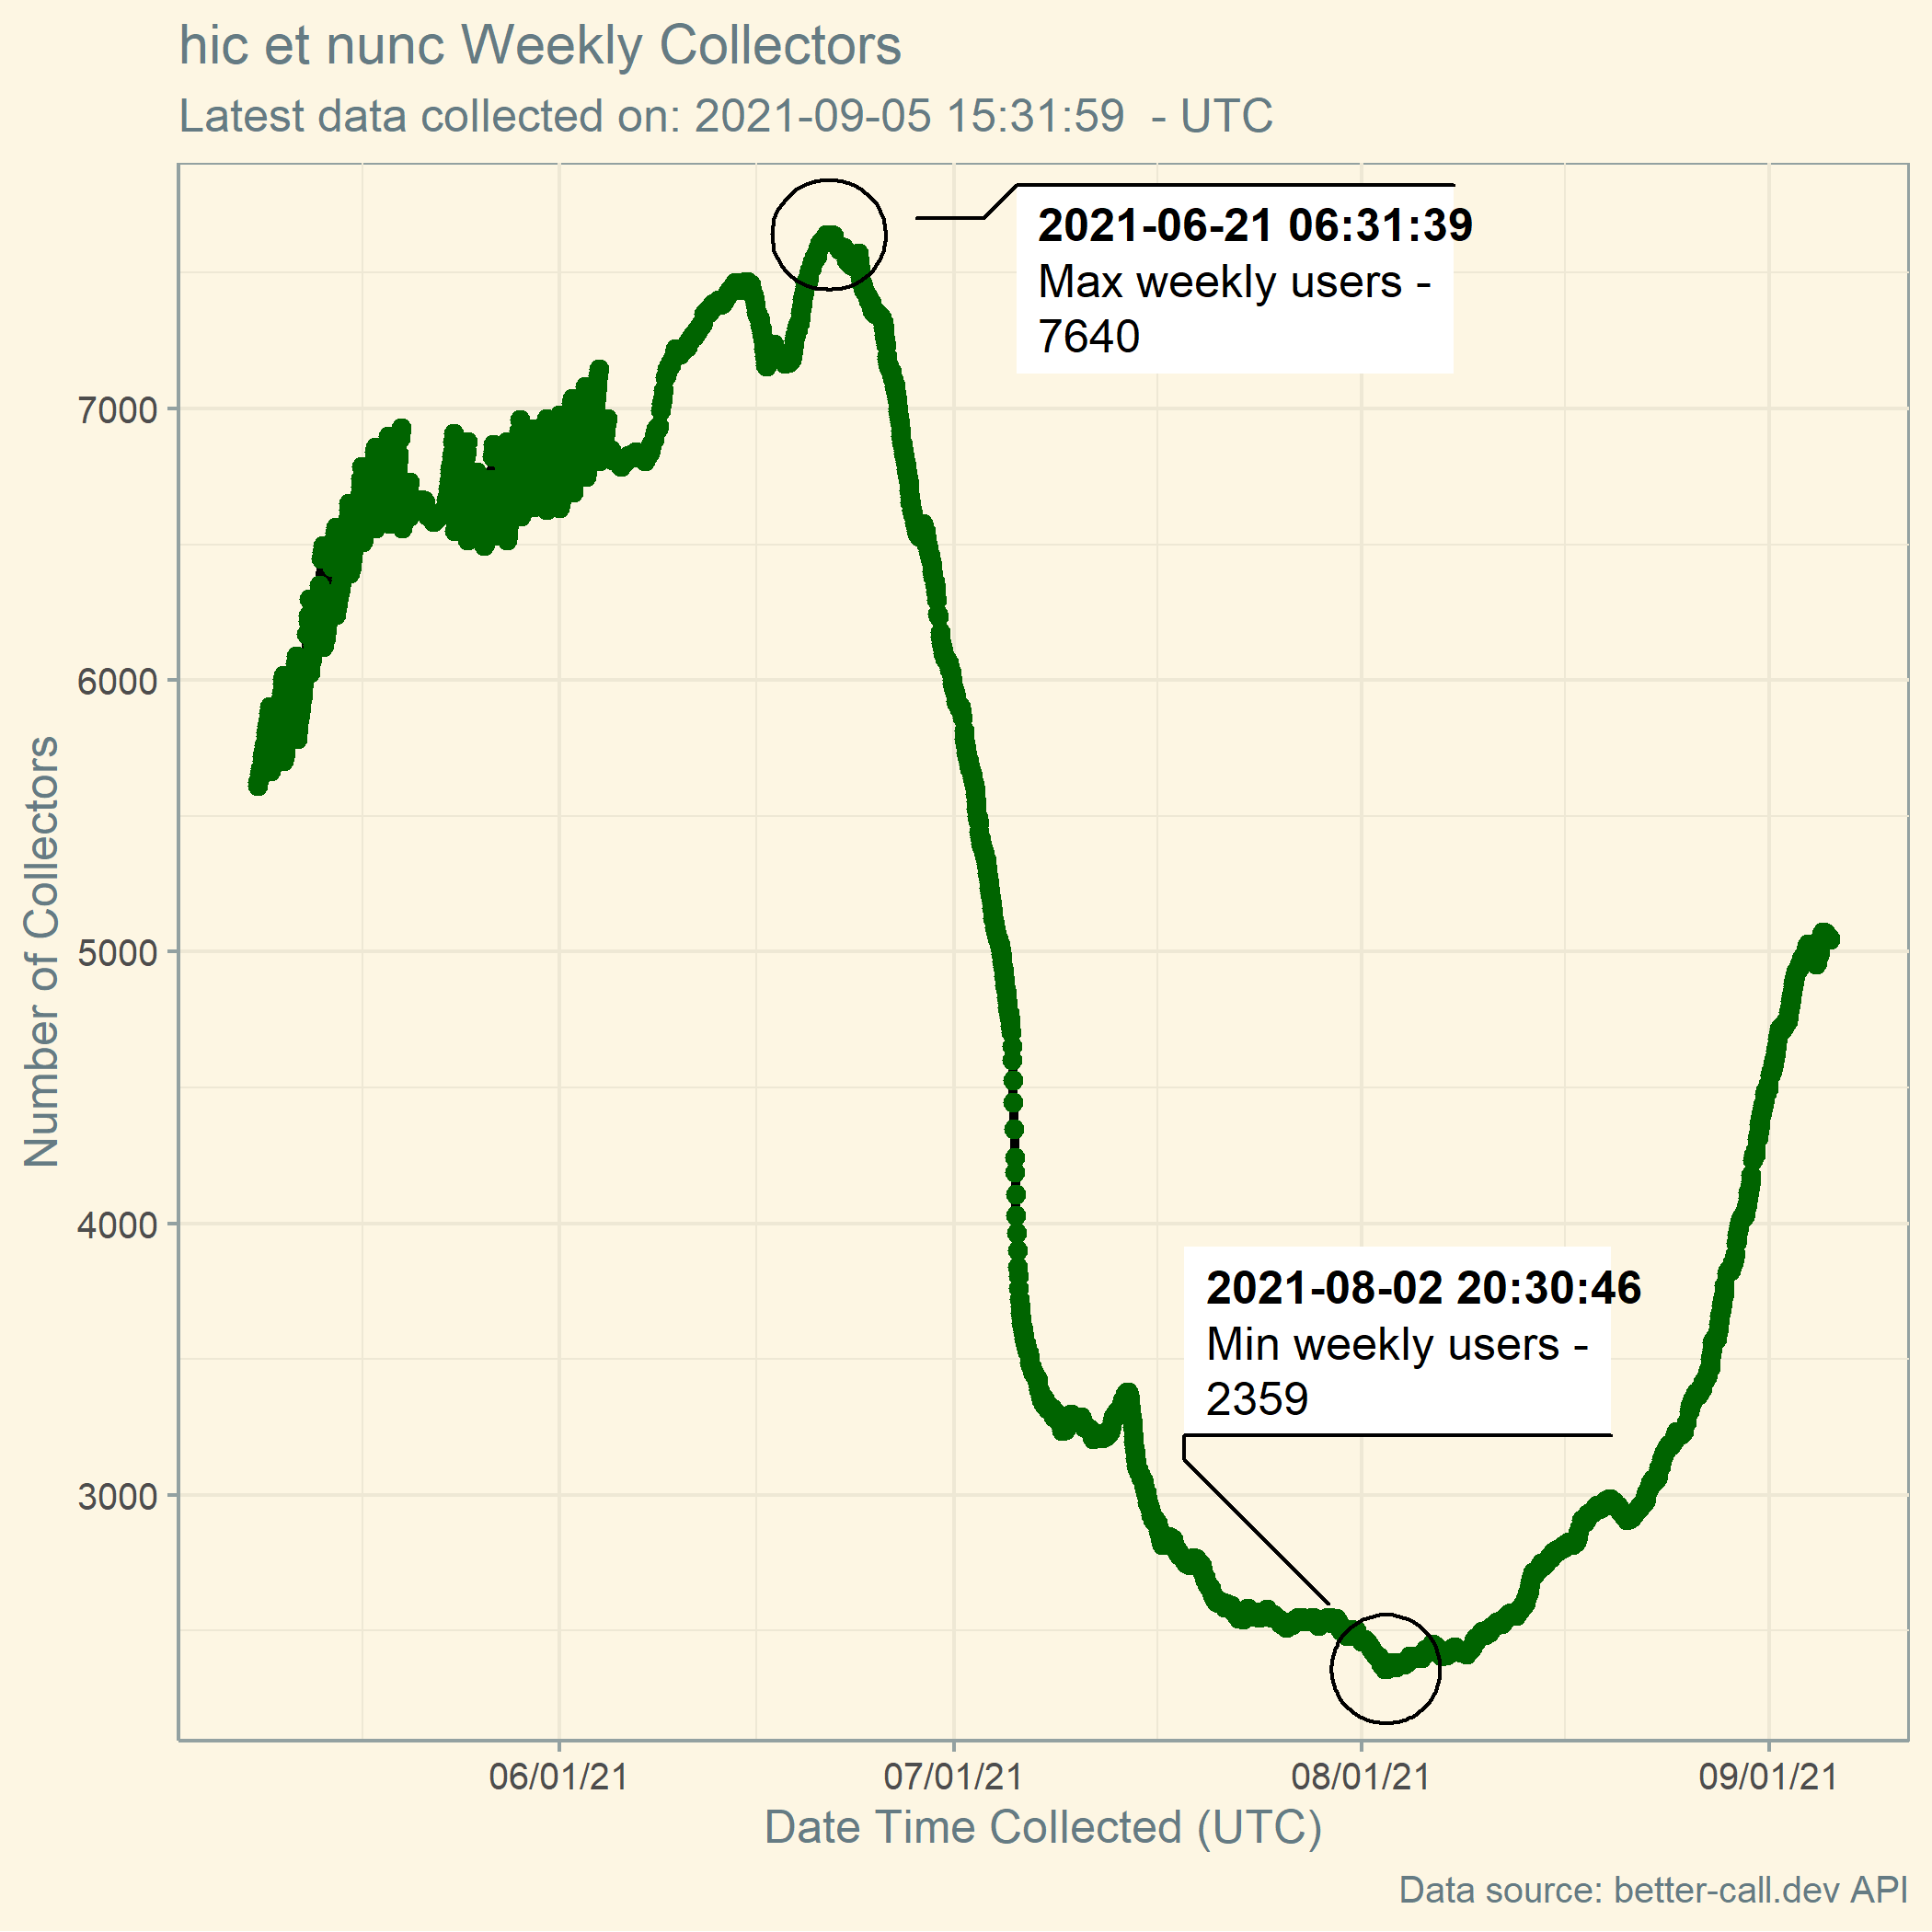 hic et nunc Weekly Collectors
Latest data collected on: 2021-09-05 15:31:59  - UTC
2021-06-21 06:31:39
Max weekly users -
7640
7000
6000
5000
4000
3000
Number of Collectors
2021-08-02 20:30:46
Min weekly users -
2359
06/01/21 07/01/21 08/01/21 09/01/21
Date Time Collected (UTC)
Data source: better-call.dev API